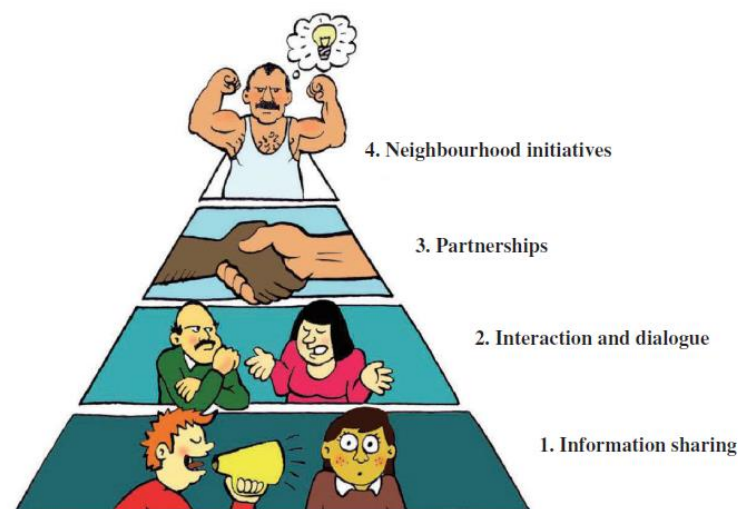 4. Neighbourhood initiatives
3. Partnerships
2. Interaction and dialogue
1. Information sharing